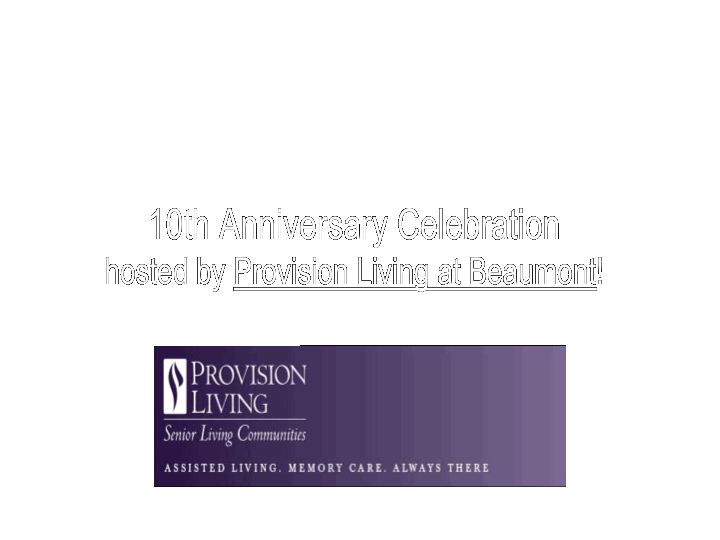 10th Anniversary Celebration
hosted by Provision Living at Beaumont!
PROVISION
LIVING
Senior Living Communities
ASSISTED LIVING. MEMORY CARE. ALWAYS THERE